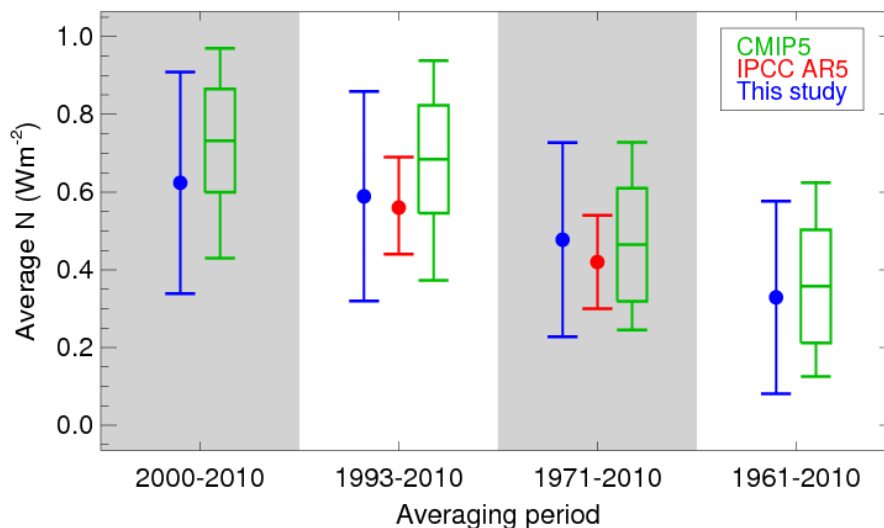 CMIP5
IPCC AR5
This study
Average N (Wm-2)
1.0
0.8
0.6
0.4
0.2
0.0
2000-2010 1993-2010 1971-2010 1961-2010
Averaging period